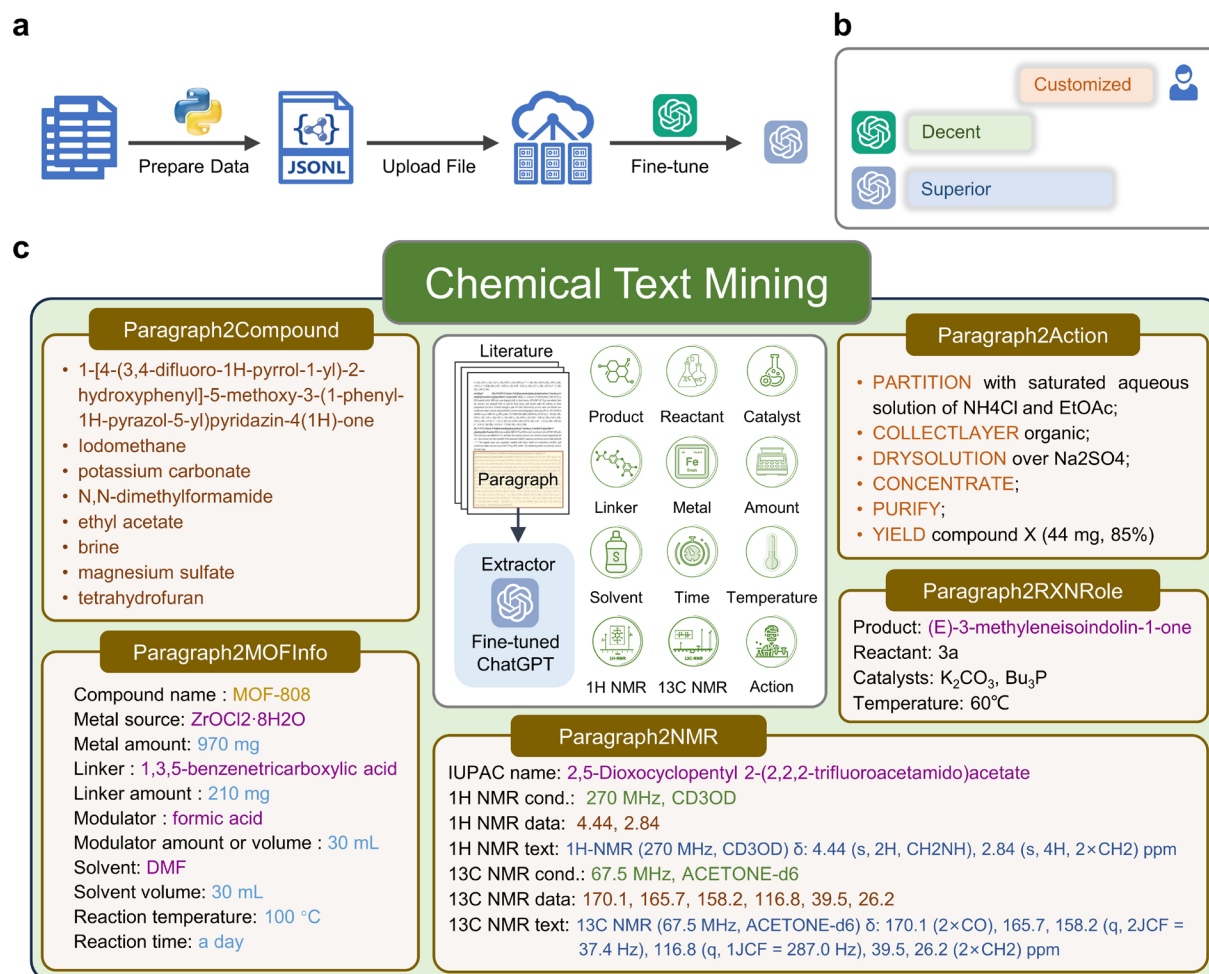 a
Prepare Data
JSONL
Upload File
Fine-tune
b
Customized
Decent
Superior
c
Chemical Text Mining
Paragraph2Compound
• 1-[4-(3,4-difluoro-1H-pyrrol-1-yl)-2-
hydroxyphenyl]-5-methoxy-3-(1-phenyl-
1H-pyrazol-5-yl)pyridazin-4(1H)-one
• Iodomethane
• potassium carbonate
• N,N-dimethylformamide
• ethyl acetate
• brine
• magnesium sulfate
• tetrahydrofuran
Paragraph2MOFInfo
Compound name : MOF-808
Metal source: ZrOCl2·8H2O
Metal amount: 970 mg
Linker : 1,3,5-benzenetricarboxylic acid
Linker amount : 210 mg
Modulator : formic acid
Modulator amount or volume : 30 mL
Solvent: DMF
Solvent volume: 30 mL
Reaction temperature: 100 °C
Reaction time: a day
Literature
Paragraph
Extractor
Fine-tuned
ChatGPT
Product
Reactant
Catalyst
Linker
Fe
Iron
Metal
Amount
S
Solvent
Time
Temperature
1H-NMR
1H NMR
13C-NMR
13C NMR
Action
Paragraph2Action
• PARTITION with saturated aqueous
solution of NH4Cl and EtOAc;
• COLLECTLAYER organic;
• DRYSOLUTION over Na2SO4;
• CONCENTRATE;
• PURIFY;
• YIELD compound X (44 mg, 85%)
Paragraph2RXNRole
Product: (E)-3-methyleneisoindolin-1-one
Reactant: 3a
Catalysts: K₂CO₃, Bu₃P
Temperature: 60℃
Paragraph2NMR
IUPAC name: 2,5-Dioxocyclopentyl 2-(2,2,2-trifluoroacetamido)acetate
1H NMR cond.: 270 MHz, CD3OD
1H NMR data: 4.44, 2.84
1H NMR text: 1H-NMR (270 MHz, CD3OD) δ: 4.44 (s, 2H, CH2NH), 2.84 (s, 4H, 2×CH2) ppm
13C NMR cond.: 67.5 MHz, ACETONE-d6
13C NMR data: 170.1, 165.7, 158.2, 116.8, 39.5, 26.2
13C NMR text: 13C NMR (67.5 MHz, ACETONE-d6) δ: 170.1 (2×CO), 165.7, 158.2 (q, 2JCF =
37.4 Hz), 116.8 (q, 1JCF = 287.0 Hz), 39.5, 26.2 (2×CH2) ppm